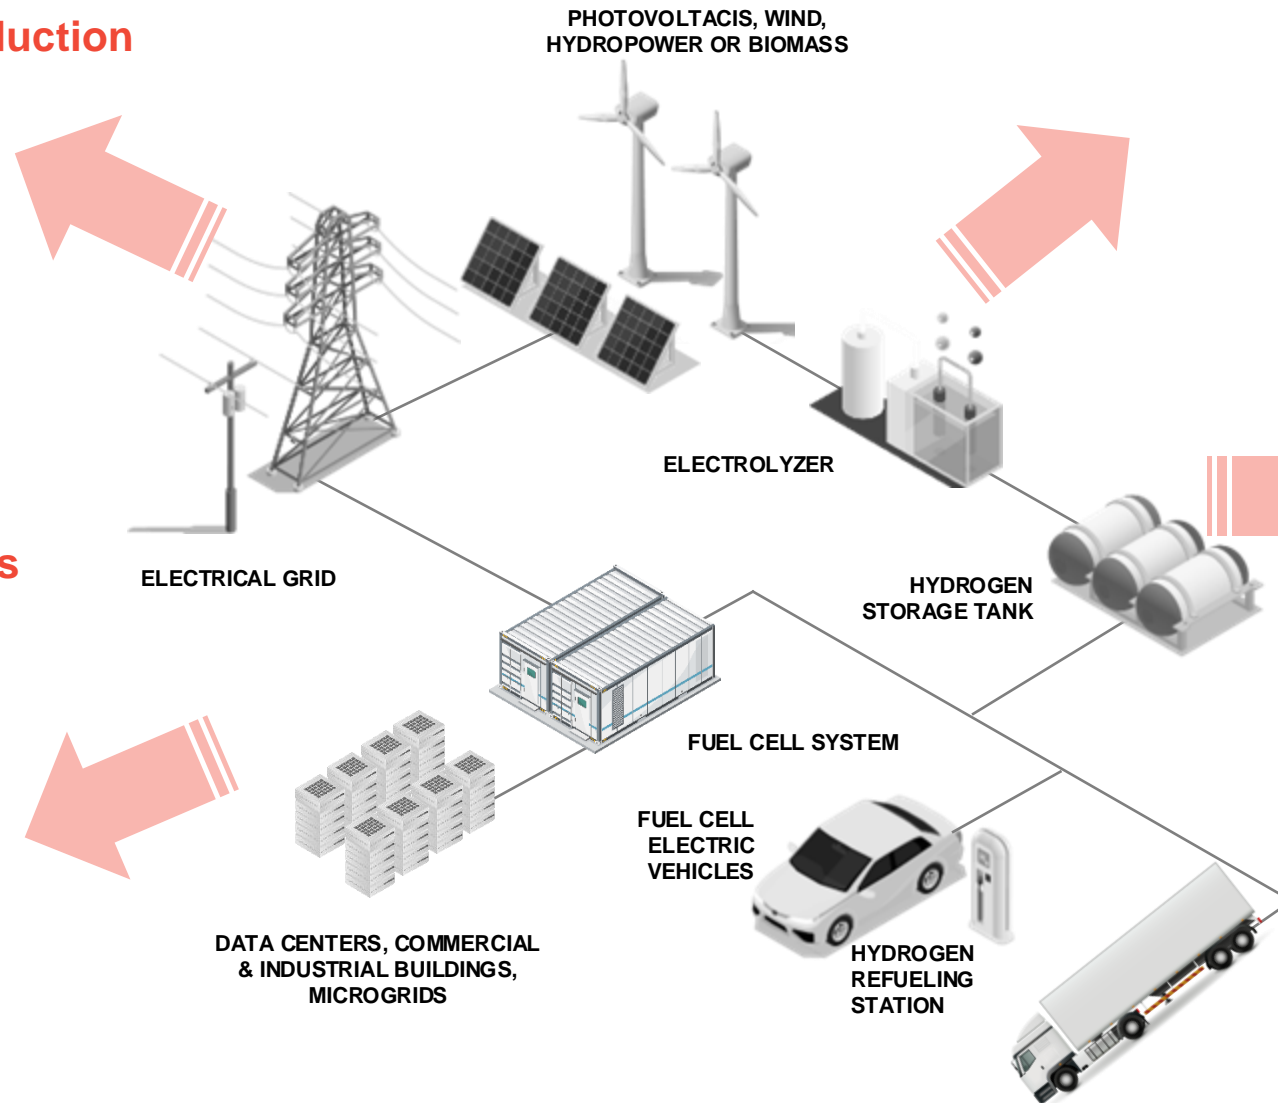 duction
PHOTOVOLTACIS, WIND,
HYDROPOWER OR BIOMASS
ELECTROLYZER
s
ELECTRICAL GRID
HYDROGEN
STORAGE TANK
FUEL CELL SYSTEM
FUEL CELL
ELECTRIC
VEHICLES
DATA CENTERS, COMMERCIAL
& INDUSTRIAL BUILDINGS,
MICROGRIDS
HYDROGEN
REFUELING
STATION